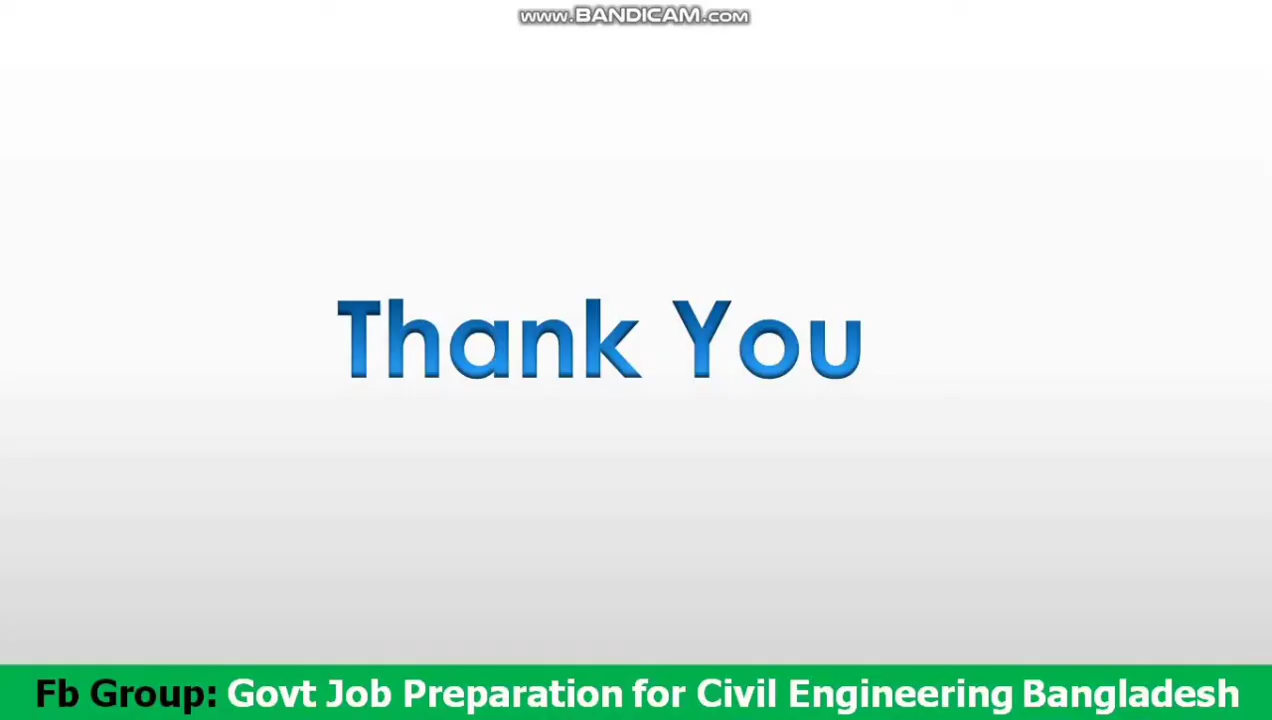 www.BANDICAM.com
Thank You
Fb Group: Govt Job Preparation for Civil Engineering Bangladesh